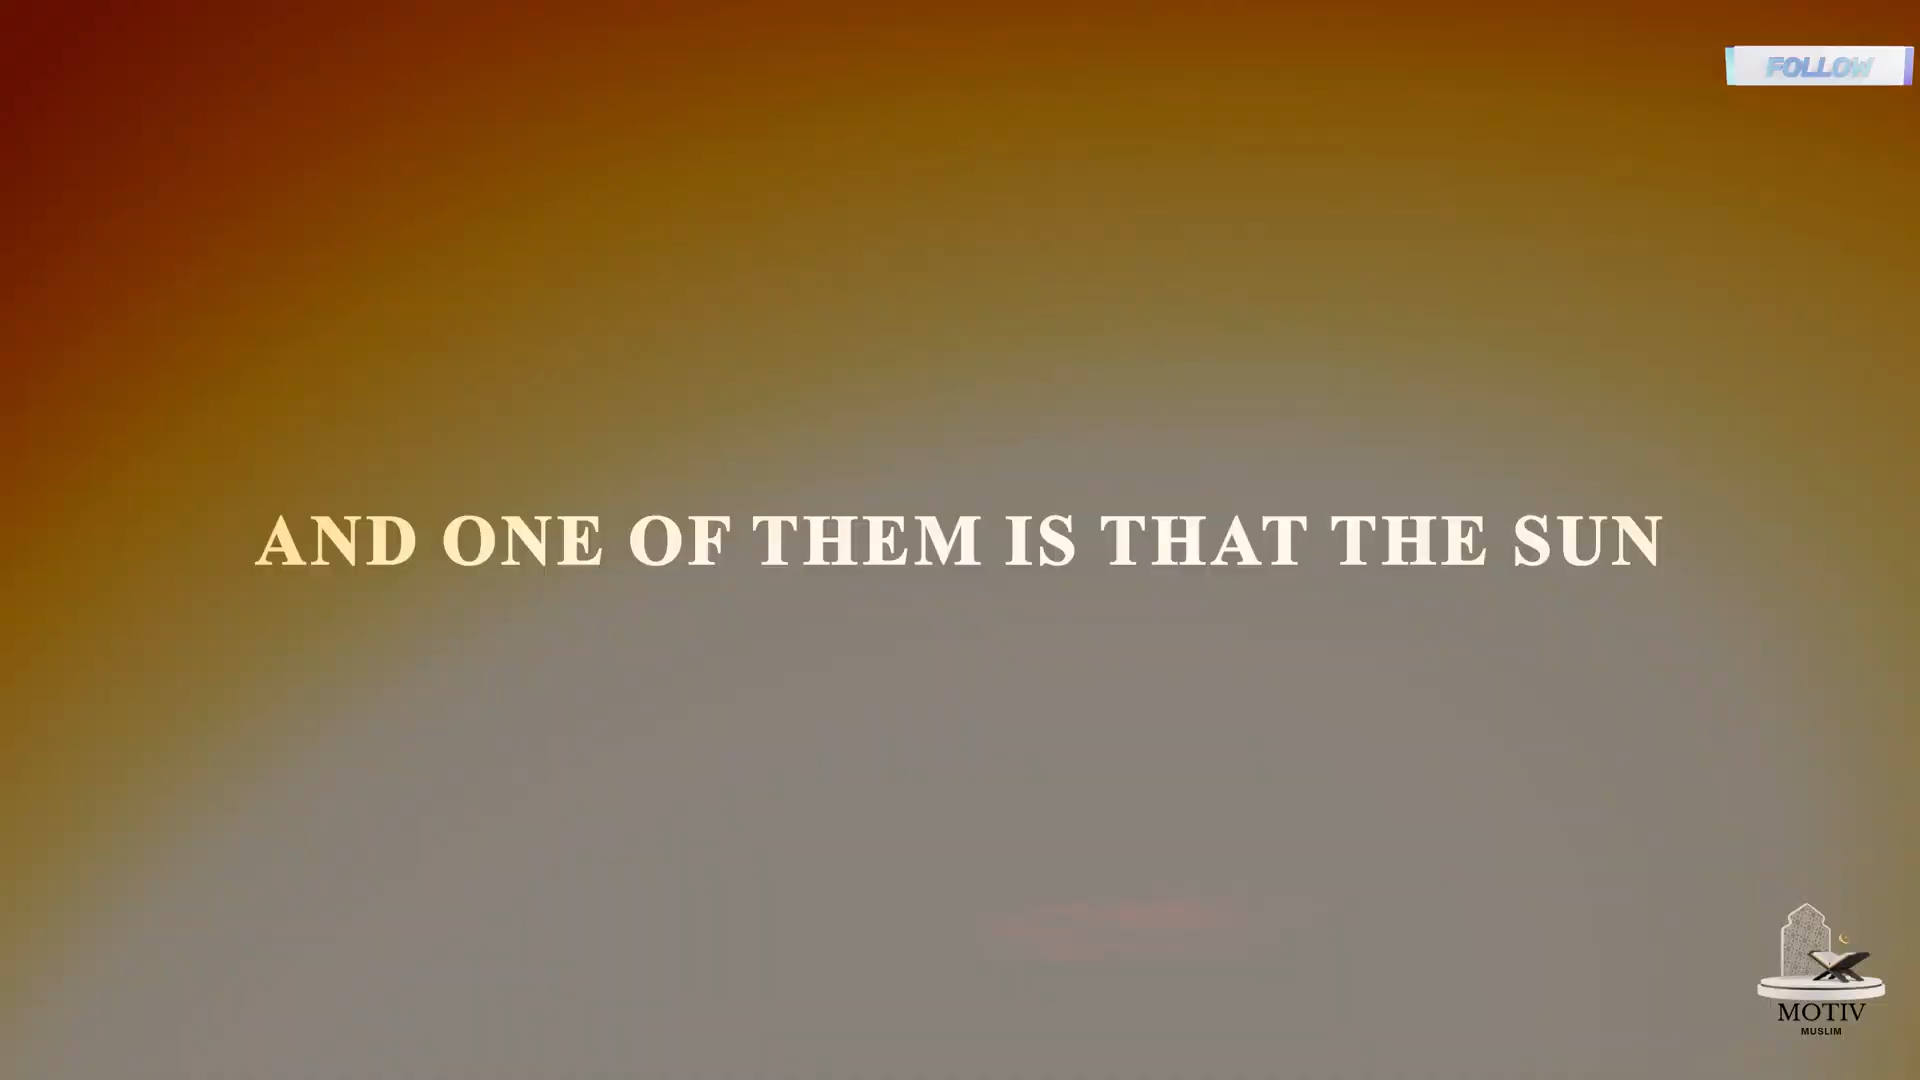 FOLLOW
AND ONE OF THEM IS THAT THE SUN
MOTIV
MUSLIM